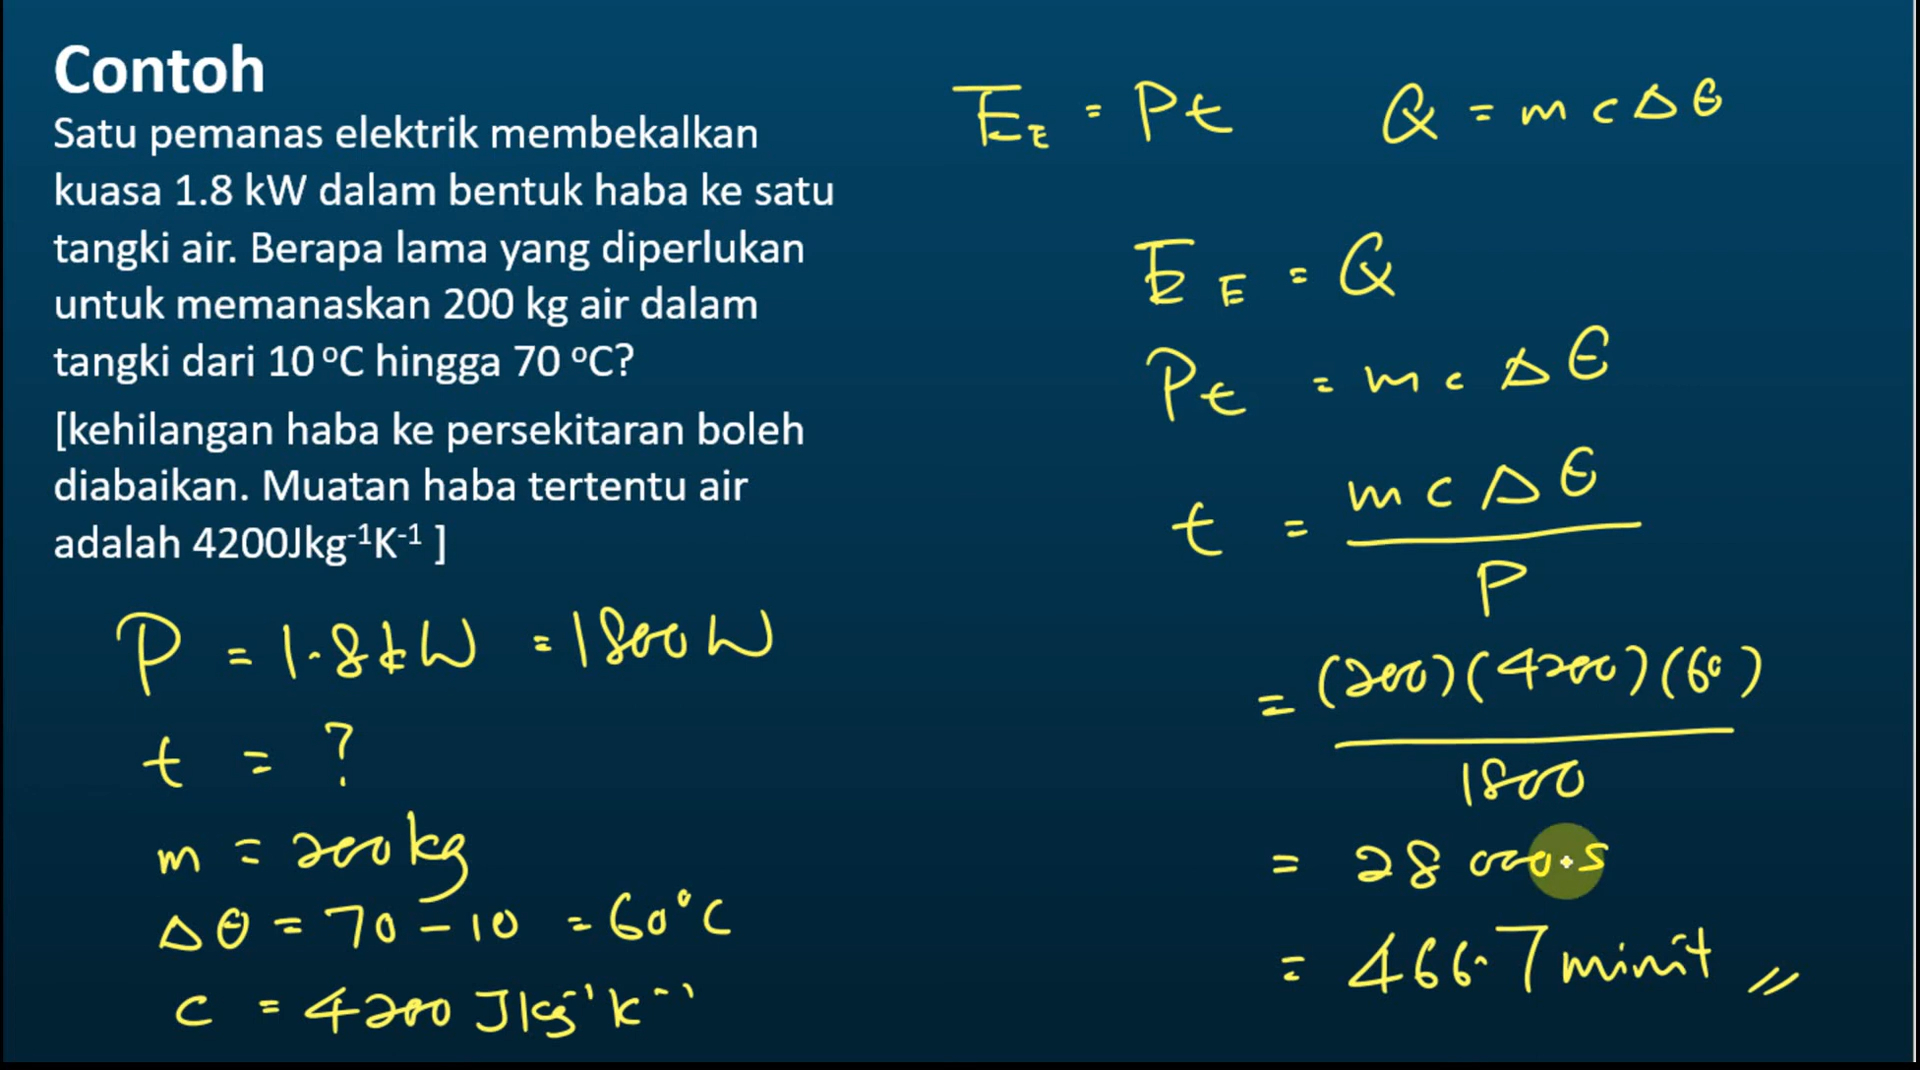 Contoh
Satu pemanas elektrik membekalkan
kuasa 1.8 kW dalam bentuk haba ke satu
tangki air. Berapa lama yang diperlukan
untuk memanaskan 200 kg air dalam
tangki dari 10 °C hingga 70 °C?
[kehilangan haba ke persekitaran boleh
diabaikan. Muatan haba tertentu air
adalah 4200Jkg⁻¹K⁻¹ ]
P = 1.8kW = 1800 W
t = ?
m = 200 kg
Δθ = 70 – 10 = 60°C
c = 4200 Jkg⁻¹K⁻¹
E_E = Pt Q = mcΔθ
E_E = Q
Pt = mcΔθ
t = mcΔθ
P
= (200)(4200)(60)
1800
= 28 000 s
= 466.7 minit //